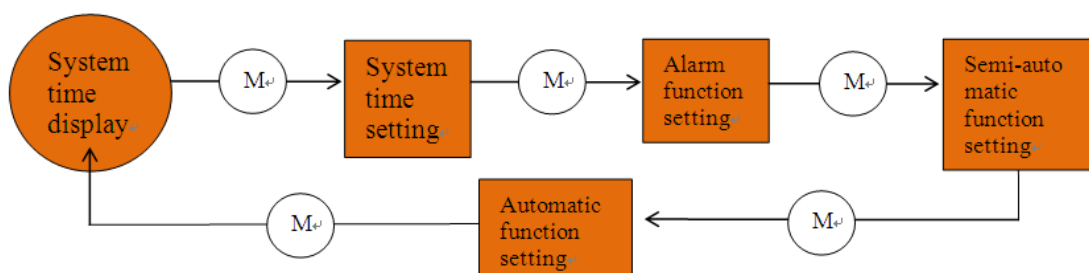 System
time
display
M
System
time
setting
M
Alarm
function
setting
M
Semi-auto
matic
function
setting
M
Automatic
function
setting
M